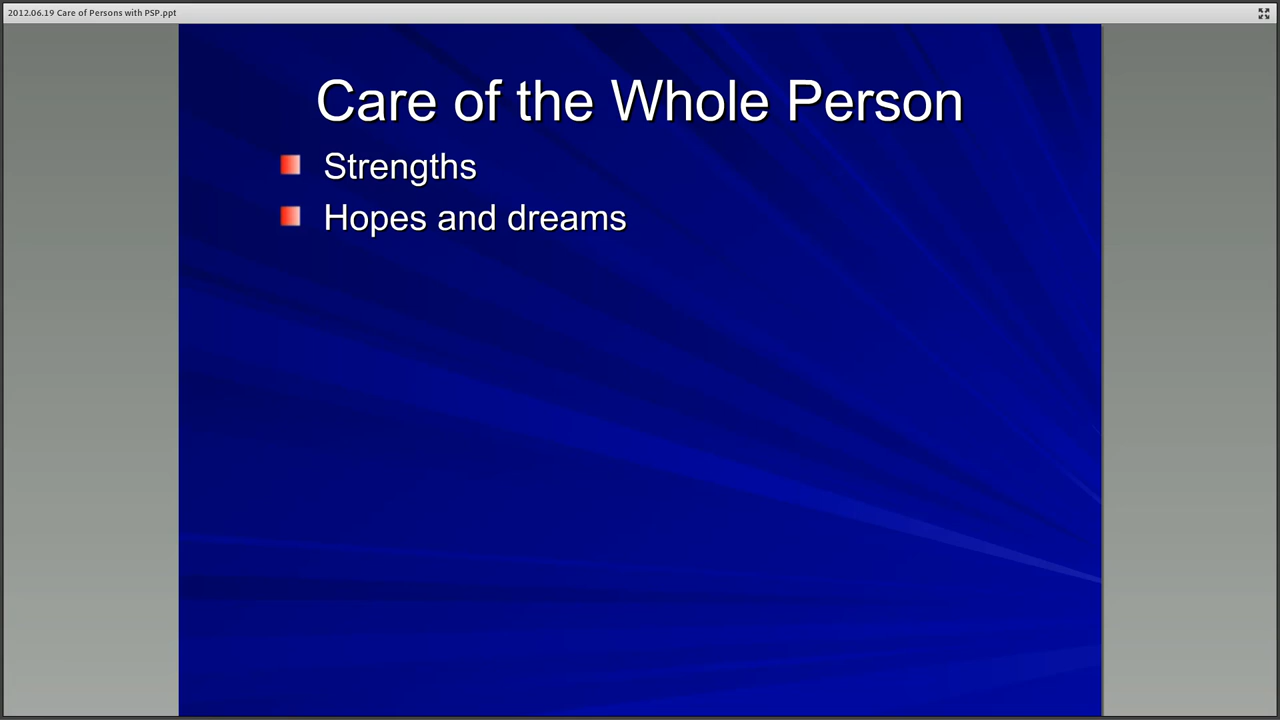 2012.06.19 Care of Persons with PSP.ppt
Care of the Whole Person
Strengths
Hopes and dreams